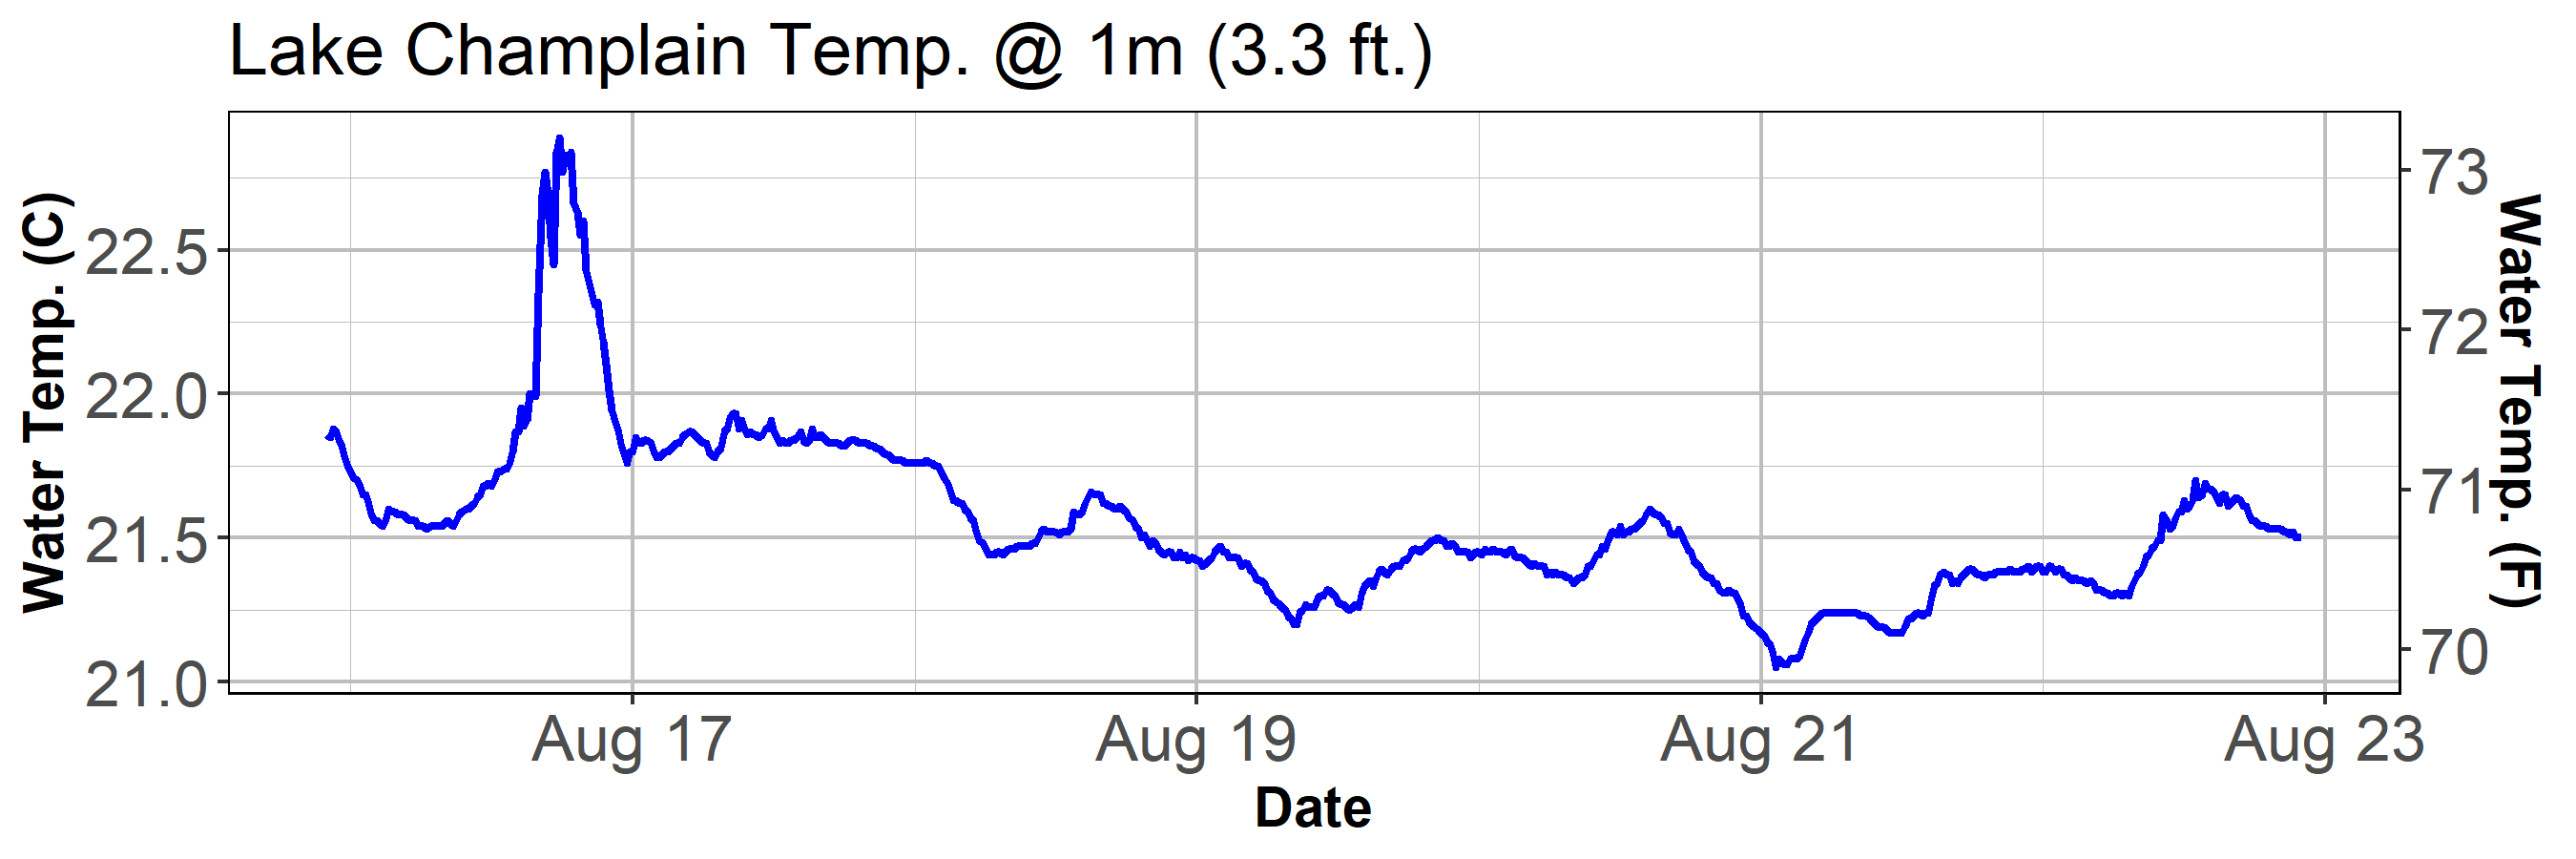 Lake Champlain Temp. @ 1m (3.3 ft.)
Water Temp. (C)
22.5
22.0
21.5
21.0
73
72
71
70
Water Temp. (F)
Aug 17
Aug 19
Aug 21
Aug 23
Date